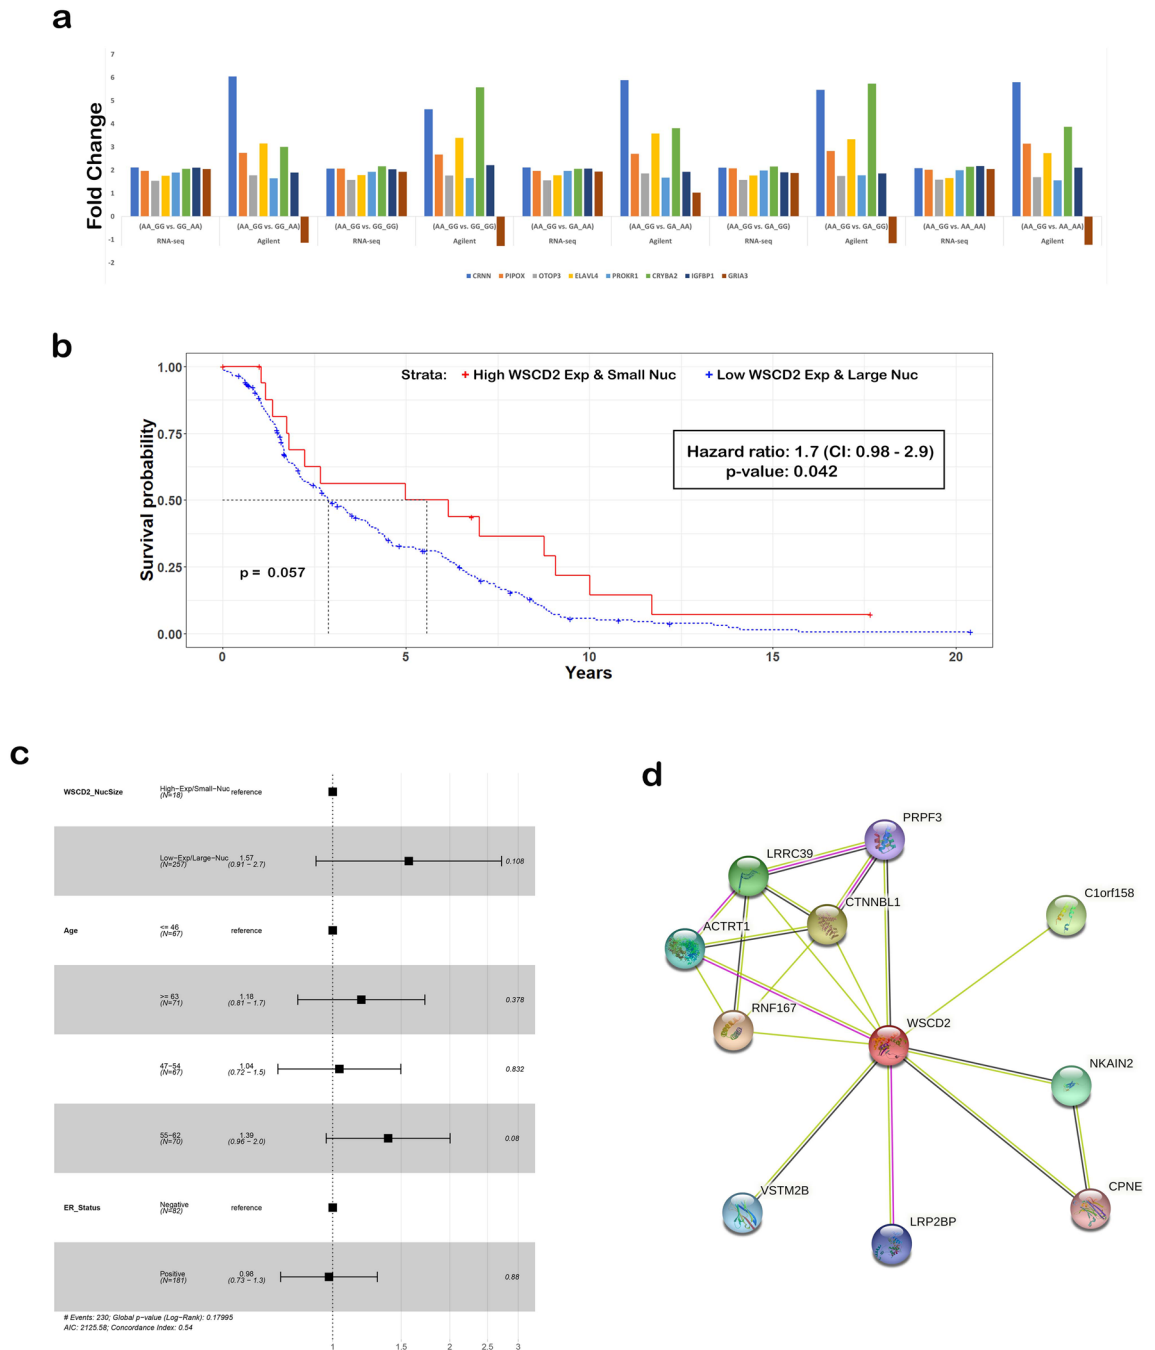 a
Fold Change
7
6
5
4
3
2
1
0
-1
-2
(AA_GG vs. GG_AA) (AA_GG vs. GG_AA) (AA_GG vs. GG_GG) (AA_GG vs. GG_GG) (AA_GG vs. GA_AA) (AA_GG vs. GA_AA) (AA_GG vs. GA_GG) (AA_GG vs. GA_GG) (AA_GG vs. AA_AA) (AA_GG vs. AA_AA)
RNA-seq Agilent RNA-seq Agilent RNA-seq Agilent RNA-seq Agilent RNA-seq Agilent
CRNN PIPOX OTOP3 ELAVL4 PROKR1 CRYBA2 IGFBP1 GRIA3
b
Survival probability
1.00
0.75
0.50
0.25
0.00
Strata: High WSCD2 Exp & Small Nuc Low WSCD2 Exp & Large Nuc
Hazard ratio: 1.7 (CI: 0.98 - 2.9)
p-value: 0.042
p = 0.057
0 5 10 15 20
Years
c
WSCD2_NucSize High-Exp/Small-Nuc reference
(N=18)
Low-Exp/Large-Nuc 1.57
(N=257) (0.91 - 2.7) 0.108
Age <= 46 reference
(N=67)
>= 63 1.18
(N=71) (0.81 - 1.7) 0.378
47-54 1.04
(N=67) (0.72 - 1.5) 0.832
55-62 1.39
(N=70) (0.96 - 2.0) 0.08
ER_Status Negative reference
(N=82)
Positive 0.98
(N=181) (0.73 - 1.3) 0.88
# Events: 230; Global p-value (Log-Rank): 0.17995
AIC: 2125.58; Concordance Index: 0.54
1 1.5 2 2.5 3
d
PRPF3
LRRC39
C1orf158
CTNNBL1
ACTRT1
RNF167
WSCD2
NKAIN2
VSTM2B
CPNE
LRP2BP